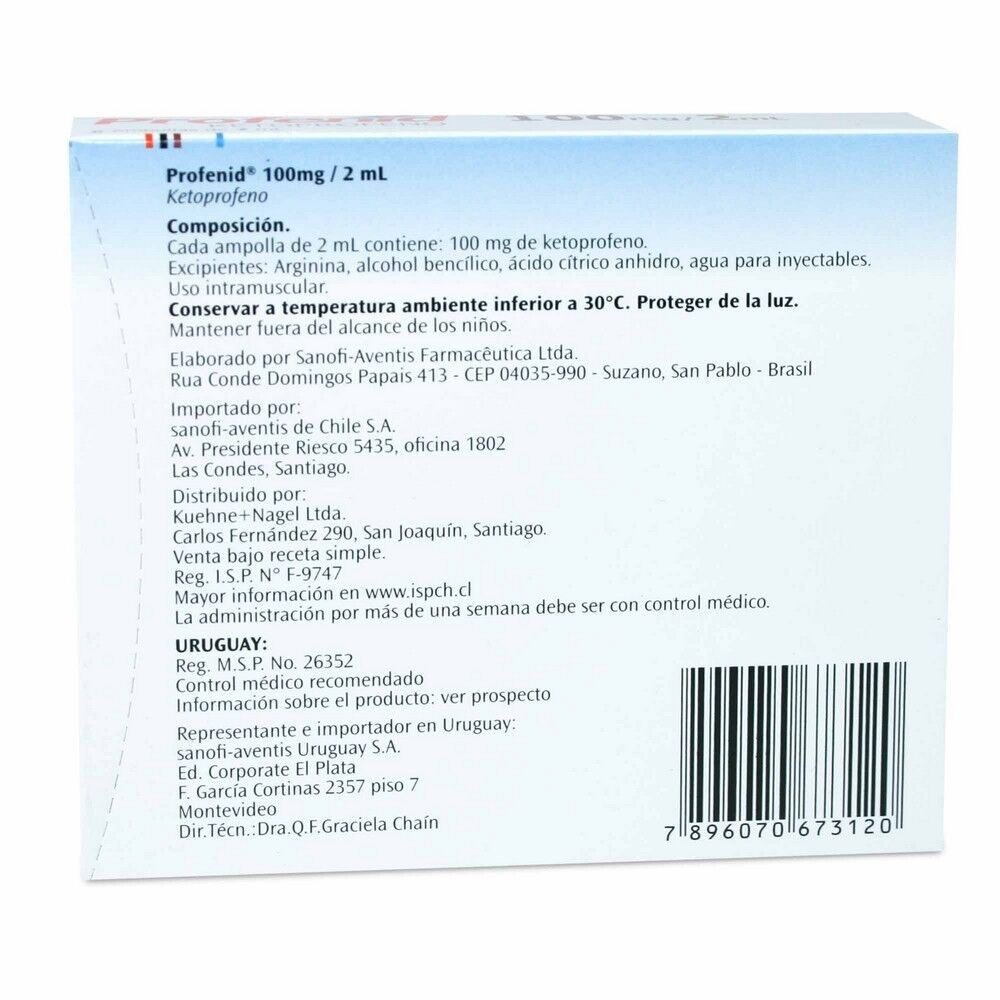 Profenid 100mg/2mL
KETOPROFENO
Profenid® 100mg / 2 mL
Ketoprofeno
Composición.
Cada ampolla de 2 mL contiene: 100 mg de ketoprofeno.
Excipientes: Arginina, alcohol bencílico, ácido cítrico anhidro, agua para inyectables.
Uso intramuscular.
Conservar a temperatura ambiente inferior a 30°C. Proteger de la luz.
Mantener fuera del alcance de los niños.
Elaborado por Sanofi-Aventis Farmacêutica Ltda.
Rua Conde Domingos Papais 413 - CEP 04035-990 - Suzano, San Pablo - Brasil
Importado por:
sanofi-aventis de Chile S.A.
Av. Presidente Riesco 5435, oficina 1802
Las Condes, Santiago.
Distribuido por:
Kuehne+Nagel Ltda.
Carlos Fernández 290, San Joaquín, Santiago.
Venta bajo receta simple.
Reg. I.S.P. N° F-9747
Mayor información en www.ispch.cl
La administración por más de una semana debe ser con control médico.
URUGUAY:
Reg. M.S.P. No. 26352
Control médico recomendado
Información sobre el producto: ver prospecto
Representante e importador en Uruguay:
sanofi-aventis Uruguay S.A.
Ed. Corporate El Plata
F. García Cortinas 2357 piso 7
Montevideo
Dir.Técn.:Dra.Q.F.Graciela Chaín
7 896070 673120